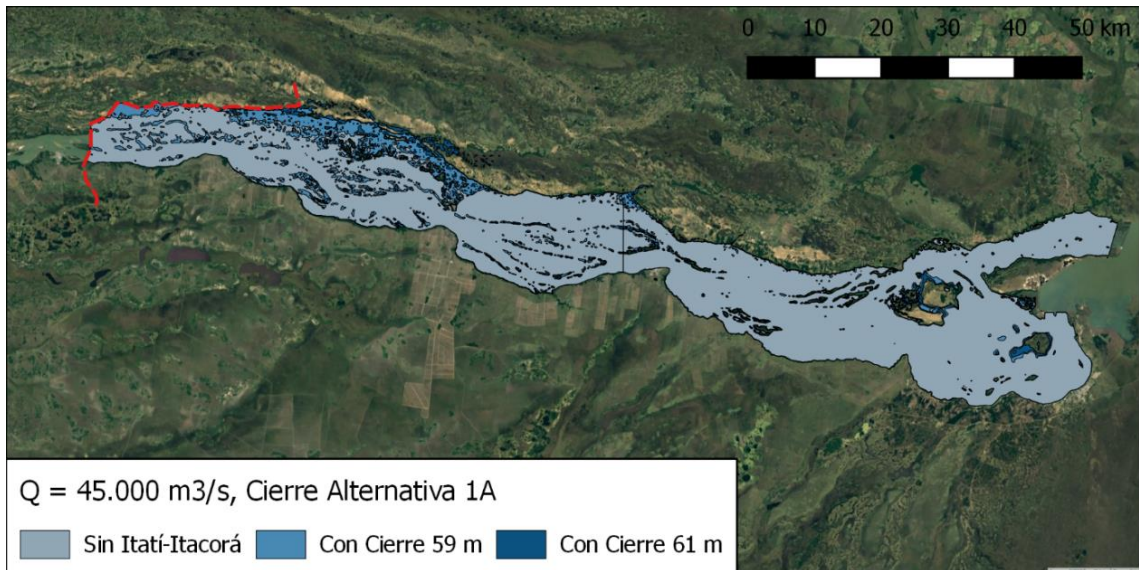 0 10 20 30 40 50 km
Q = 45.000 m3/s, Cierre Alternativa 1A
Sin Itatí-Itacorá Con Cierre 59 m Con Cierre 61 m